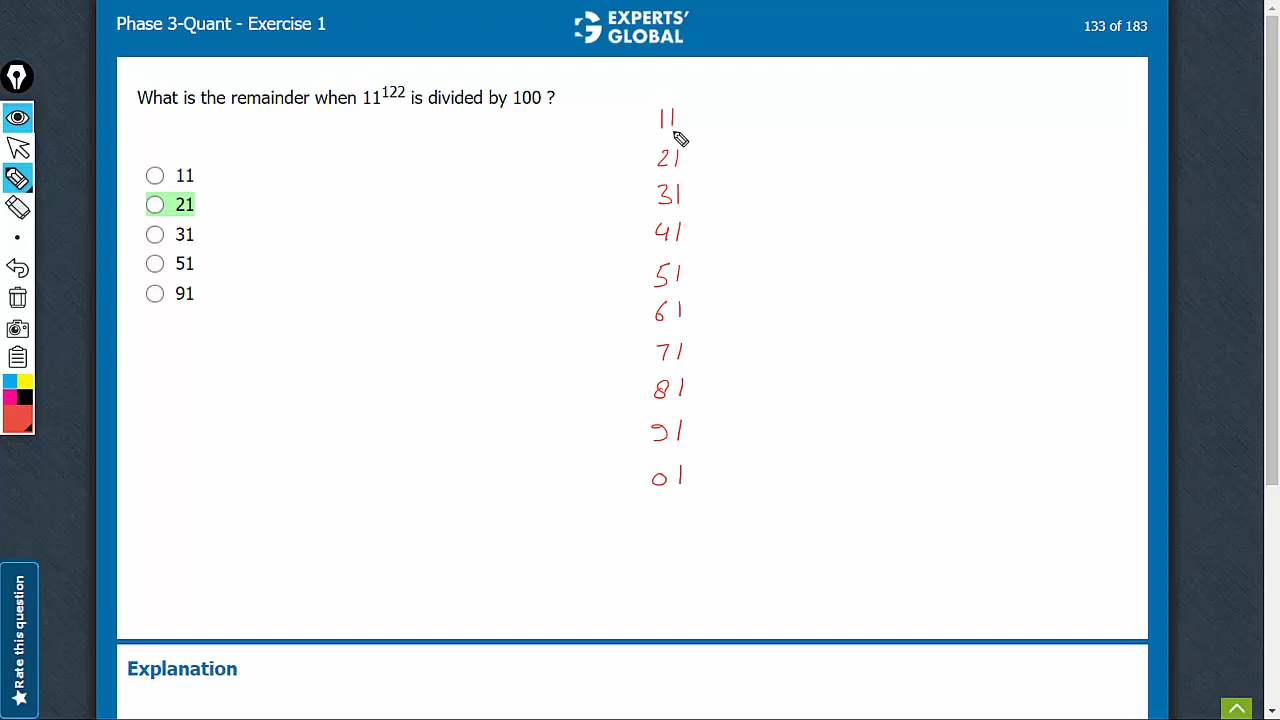 Phase 3-Quant - Exercise 1
EXPERTS'
GLOBAL
133 of 183
What is the remainder when 11¹²² is divided by 100 ?
11
21
31
51
91
11
21
31
41
51
61
71
81
91
01
Rate this question
Explanation